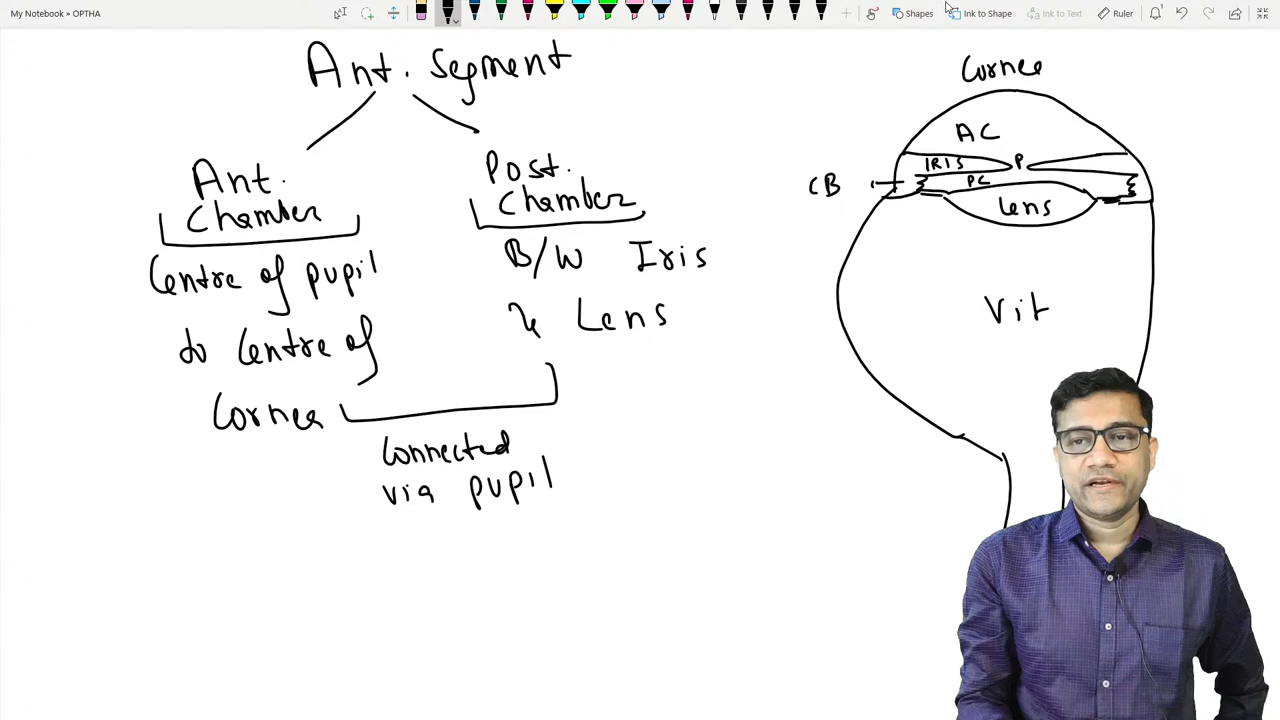 My Notebook » OPTHA
Shapes
Ink to Shape
Ink to Text
Ruler
Ant. Segment
Ant.
Chamber
Centre of pupil
to Centre of
Cornea
Post.
Chamber
B/W Iris
& Lens
Connected
via pupil
Cornea
AC
IRIS P
PC
CB
Lens
Vit